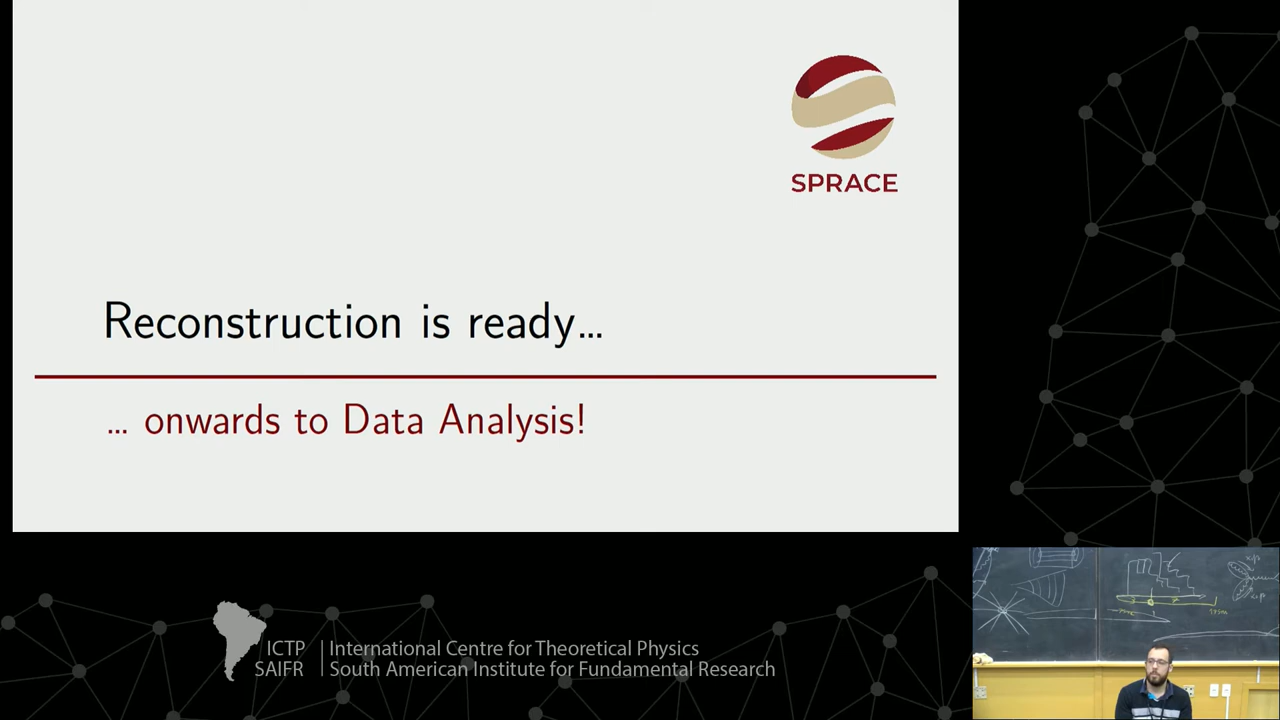 SPRACE
Reconstruction is ready...
... onwards to Data Analysis!
ICTP
SAIFR
International Centre for Theoretical Physics
South American Institute for Fundamental Research